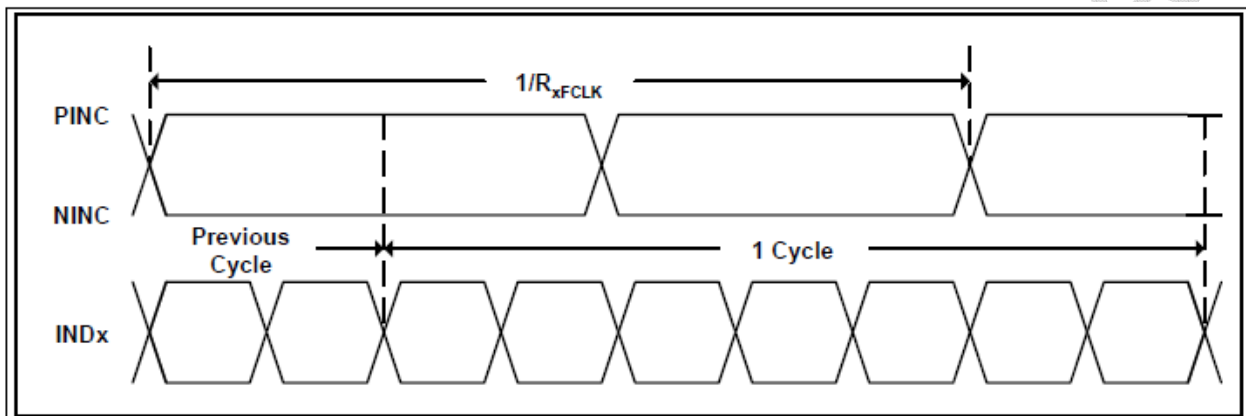 1/RxFCLK
PINC
NINC
Previous
Cycle
1 Cycle
INDx